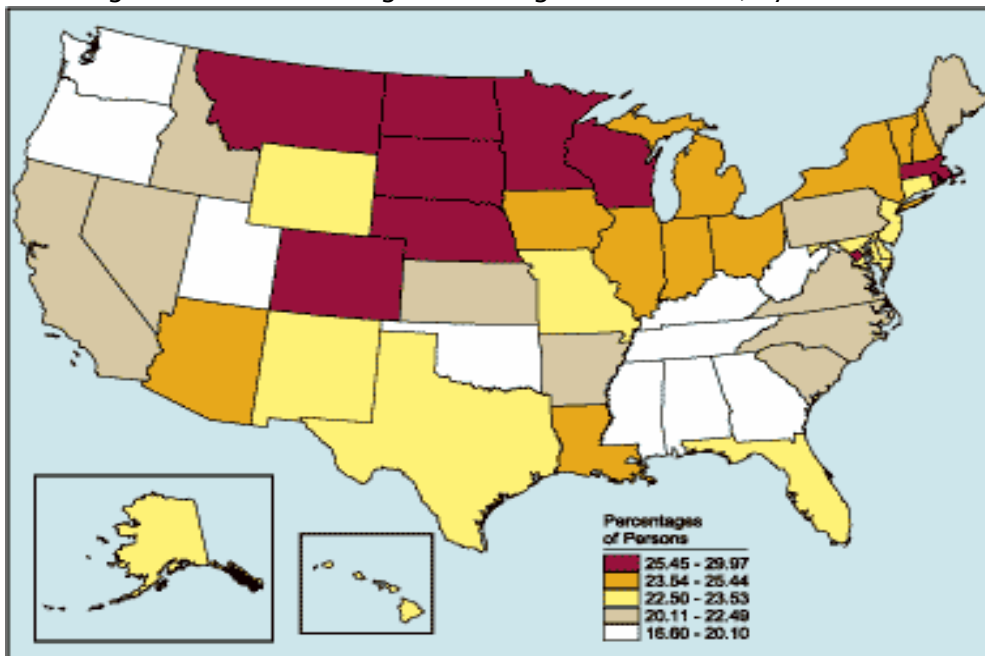 Percentages
of Persons
25.45 - 29.97
23.54 - 25.44
22.50 - 23.53
20.11 - 22.49
16.60 - 20.10